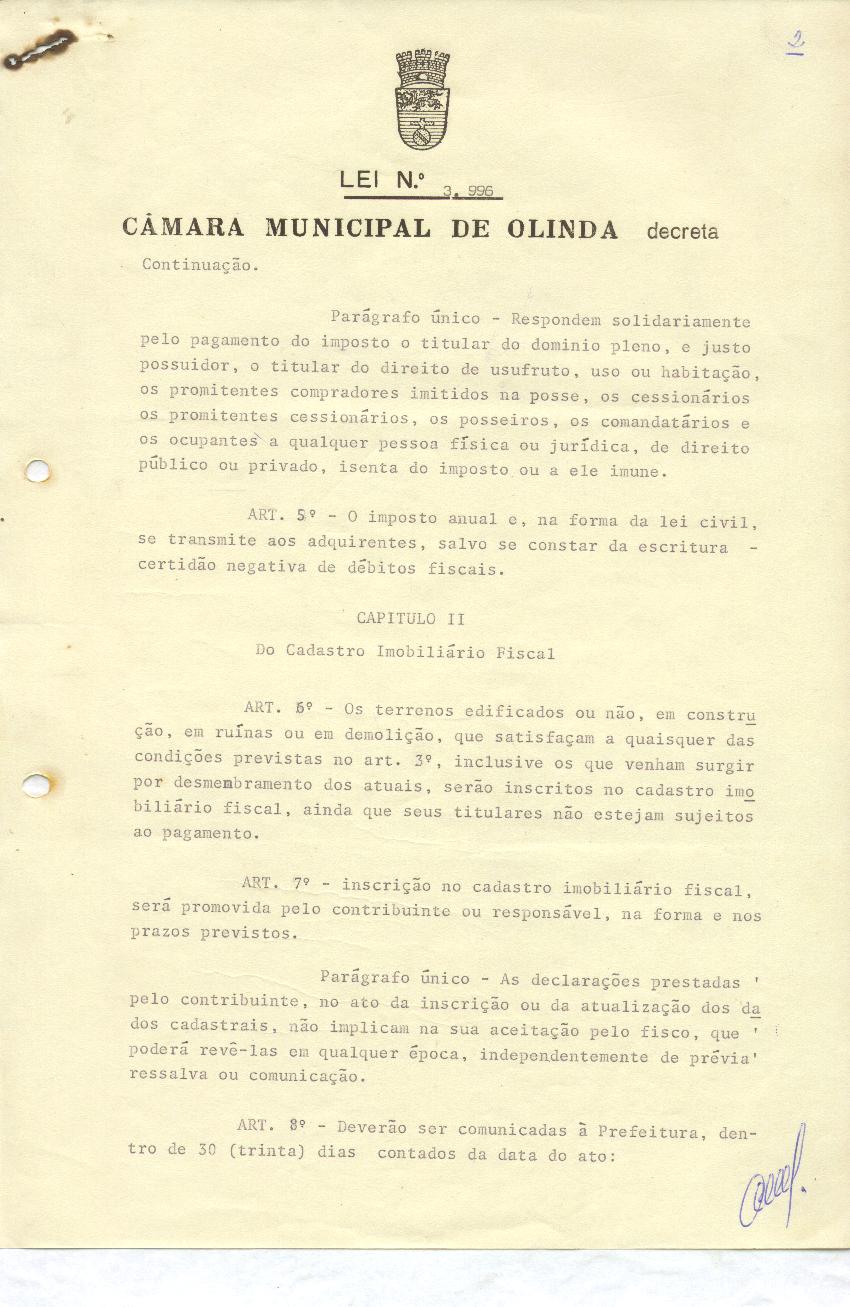 2
LEI N.º 3.996
CÂMARA MUNICIPAL DE OLINDA decreta
Continuação.
Parágrafo único - Respondem solidariamente
pelo pagamento do imposto o titular do dominio pleno, e justo
possuidor, o titular do direito de usufruto, uso ou habitação,
os promitentes compradores imitidos na posse, os cessionários
os promitentes cessionários, os posseiros, os comandatários e
os ocupantes a qualquer pessoa física ou jurídica, de direito
público ou privado, isenta do imposto ou a ele imune.
ART. 5º - O imposto anual e, na forma da lei civil,
se transmite aos adquirentes, salvo se constar da escritura -
certidão negativa de débitos fiscais.
CAPITULO II
Do Cadastro Imobiliário Fiscal
ART. 6º - Os terrenos edificados ou não, em constru
ção, em ruínas ou em demolição, que satisfaçam a quaisquer das
condições previstas no art. 3º, inclusive os que venham surgir
por desmembramento dos atuais, serão inscritos no cadastro imo
biliário fiscal, ainda que seus titulares não estejam sujeitos
ao pagamento.
ART. 7º - inscrição no cadastro imobiliário fiscal,
será promovida pelo contribuinte ou responsável, na forma e nos
prazos previstos.
Parágrafo único - As declarações prestadas '
pelo contribuinte, no ato da inscrição ou da atualização dos da
dos cadastrais, não implicam na sua aceitação pelo fisco, que '
poderá revê-las em qualquer época, independentemente de prévia'
ressalva ou comunicação.
ART. 8º - Deverão ser comunicadas à Prefeitura, den-
tro de 30 (trinta) dias contados da data do ato: